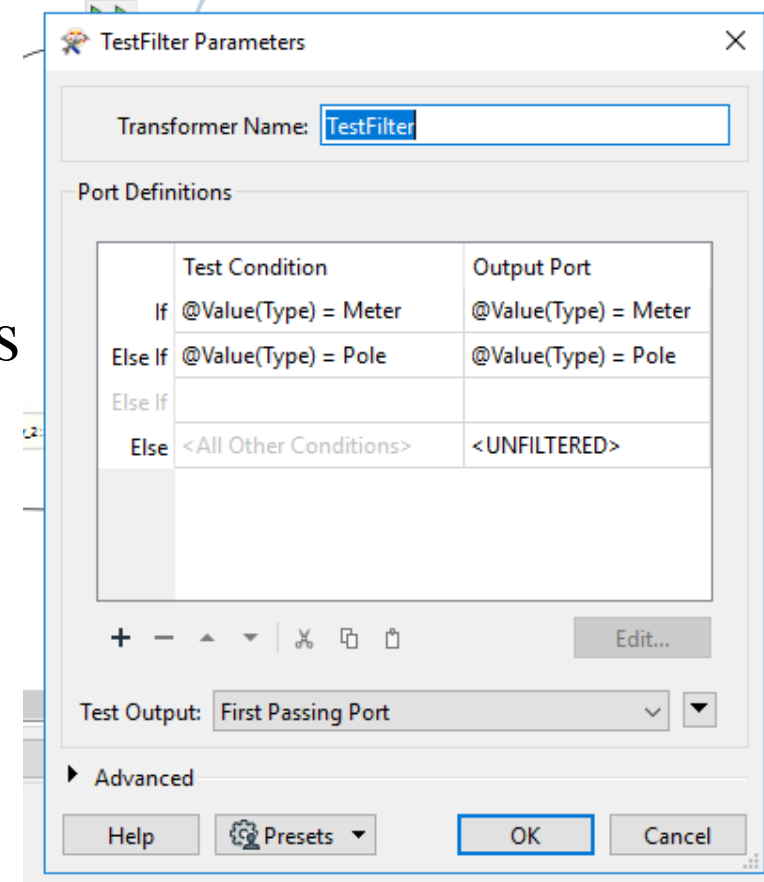 TestFilter Parameters
Transformer Name: TestFilter
Port Definitions
Test Condition Output Port
If @Value(Type) = Meter @Value(Type) = Meter
s
Else If @Value(Type) = Pole @Value(Type) = Pole
Else If
_2:
Else <All Other Conditions> <UNFILTERED>
Edit...
Test Output: First Passing Port
Advanced
Help Presets OK Cancel